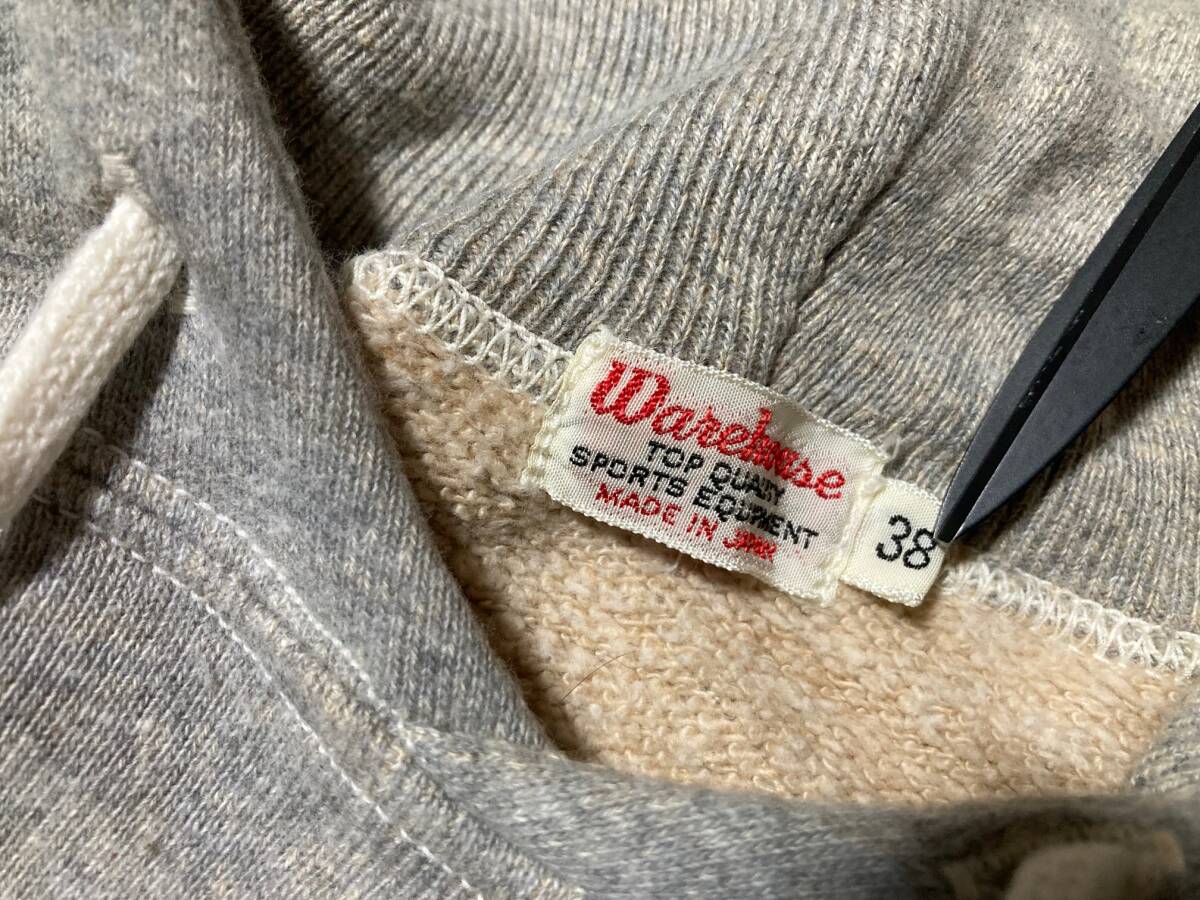 Warehouse
TOP QUALITY
SPORTS EQUIPMENT
MADE IN JAPAN
38